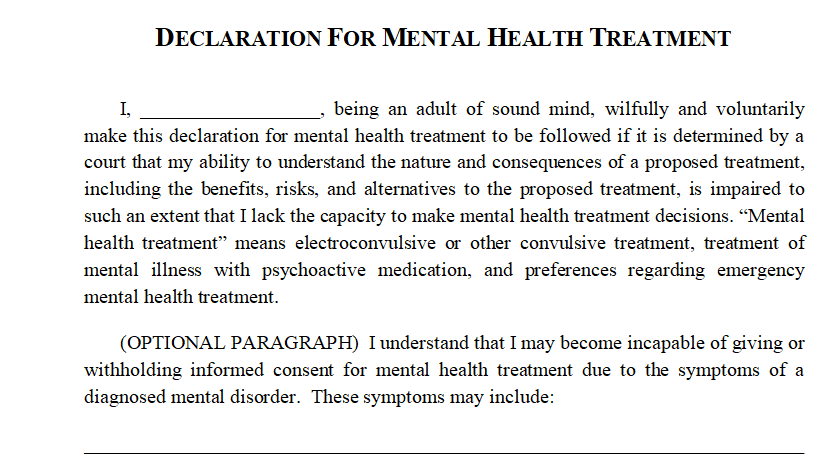 DECLARATION FOR MENTAL HEALTH TREATMENT
I, ___________________, being an adult of sound mind, wilfully and voluntarily
make this declaration for mental health treatment to be followed if it is determined by a
court that my ability to understand the nature and consequences of a proposed treatment,
including the benefits, risks, and alternatives to the proposed treatment, is impaired to
such an extent that I lack the capacity to make mental health treatment decisions. “Mental
health treatment” means electroconvulsive or other convulsive treatment, treatment of
mental illness with psychoactive medication, and preferences regarding emergency
mental health treatment.
(OPTIONAL PARAGRAPH) I understand that I may become incapable of giving or
withholding informed consent for mental health treatment due to the symptoms of a
diagnosed mental disorder. These symptoms may include: